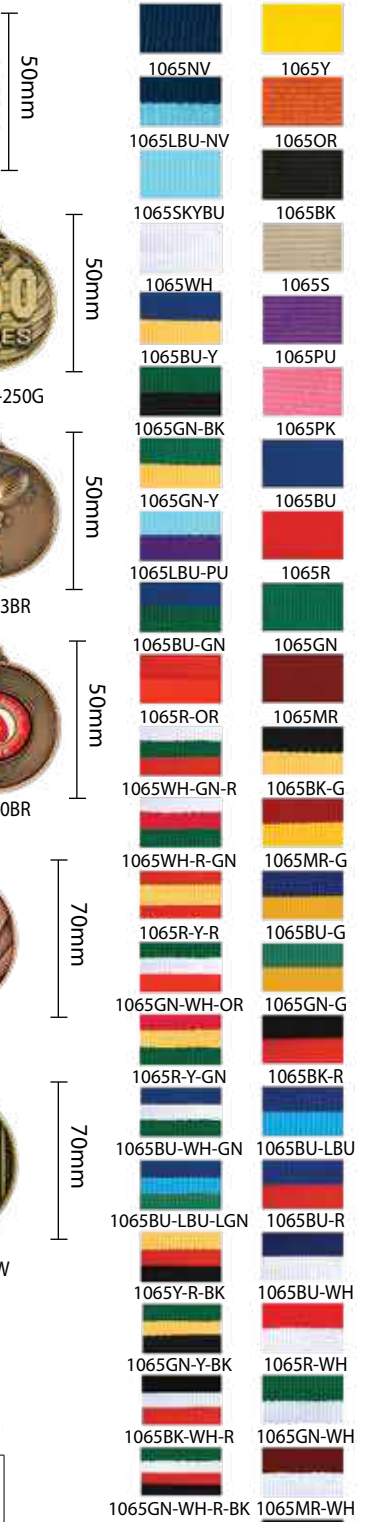 50mm
50
ES
-250G
50mm
3BR
50mm
0BR
50mm
70mm
70mm
W
1065NV 1065Y
1065LBU-NV 1065OR
1065SKYBU 1065BK
1065WH 1065S
1065BU-Y 1065PU
1065GN-BK 1065PK
1065GN-Y 1065BU
1065LBU-PU 1065R
1065BU-GN 1065GN
1065R-OR 1065MR
1065WH-GN-R 1065BK-G
1065WH-R-GN 1065MR-G
1065R-Y-R 1065BU-G
1065GN-WH-OR 1065GN-G
1065R-Y-GN 1065BK-R
1065BU-WH-GN 1065BU-LBU
1065BU-LBU-LGN 1065BU-R
1065Y-R-BK 1065BU-WH
1065GN-Y-BK 1065R-WH
1065BK-WH-R 1065GN-WH
1065GN-WH-R-BK 1065MR-WH